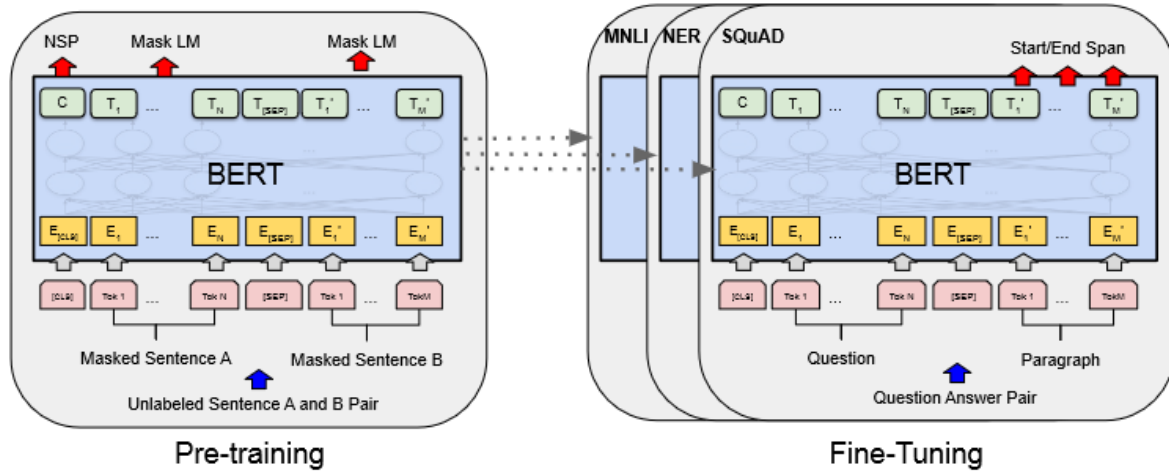 NSP Mask LM Mask LM
C T1 ... TN T[SEP] T1' ... TM'
BERT
E[CLS] E1 ... EN E[SEP] E1' ... EM'
[CLS] Tok 1 ... Tok N [SEP] Tok 1 ... TokM
Masked Sentence A Masked Sentence B
Unlabeled Sentence A and B Pair
Pre-training
MNLI NER SQuAD
Start/End Span
C T1 ... TN T[SEP] T1' ... TM'
BERT
E[CLS] E1 ... EN E[SEP] E1' ... EM'
[CLS] Tok 1 ... Tok N [SEP] Tok 1 ... TokM
Question Paragraph
Question Answer Pair
Fine-Tuning